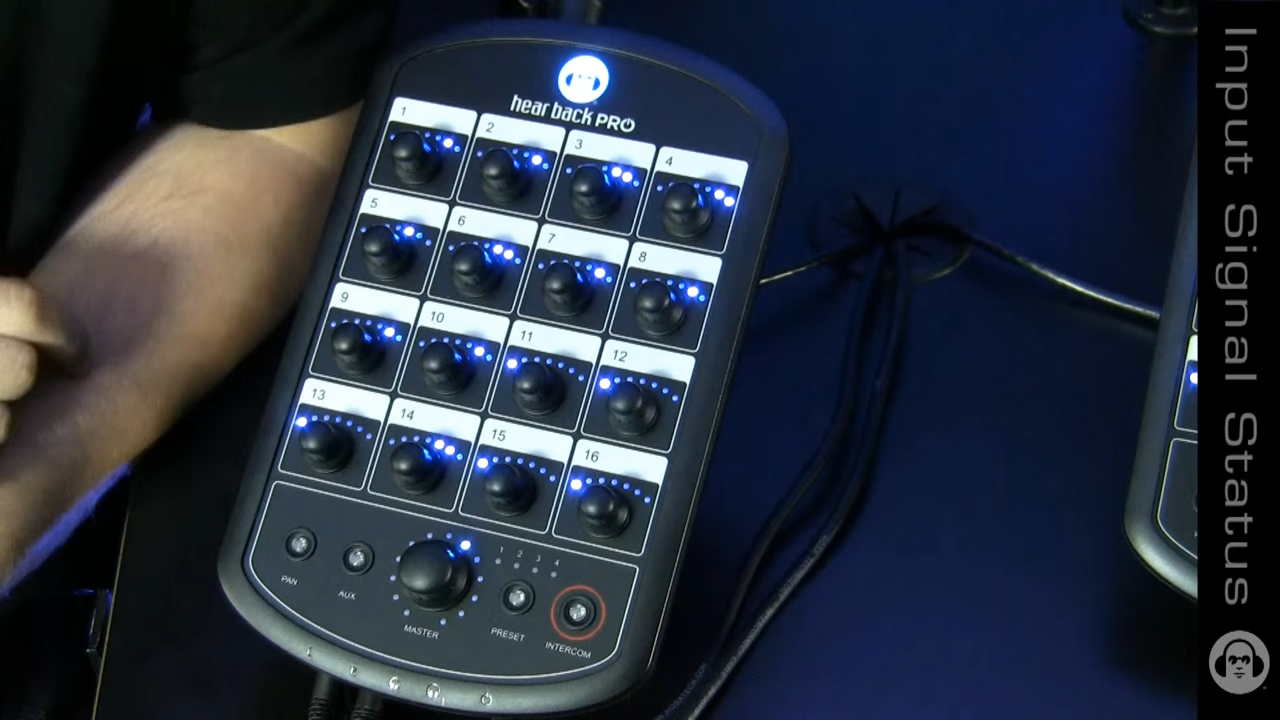 hear back PRO
1
2
3
4
5
6
7
8
9
10
11
12
13
14
15
16
1 2 3 4
PAN
AUX
MASTER
PRESET
INTERCOM
Input Signal Status